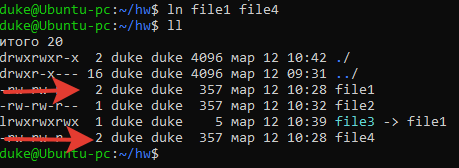 duke@Ubuntu-pc:~/hw$ ln file1 file4
duke@Ubuntu-pc:~/hw$ ll
итого 20
drwxrwxr-x 2 duke duke 4096 мар 12 10:42 ./
drwxr-x--- 16 duke duke 4096 мар 12 09:31 ../
2 duke duke 357 мар 12 10:28 file1
-rw-rw-r-- 1 duke duke 357 мар 12 10:32 file2
lrwxrwxrwx 1 duke duke 5 мар 12 10:39 file3 -> file1
2 duke duke 357 мар 12 10:28 file4
duke@Ubuntu-pc:~/hw$